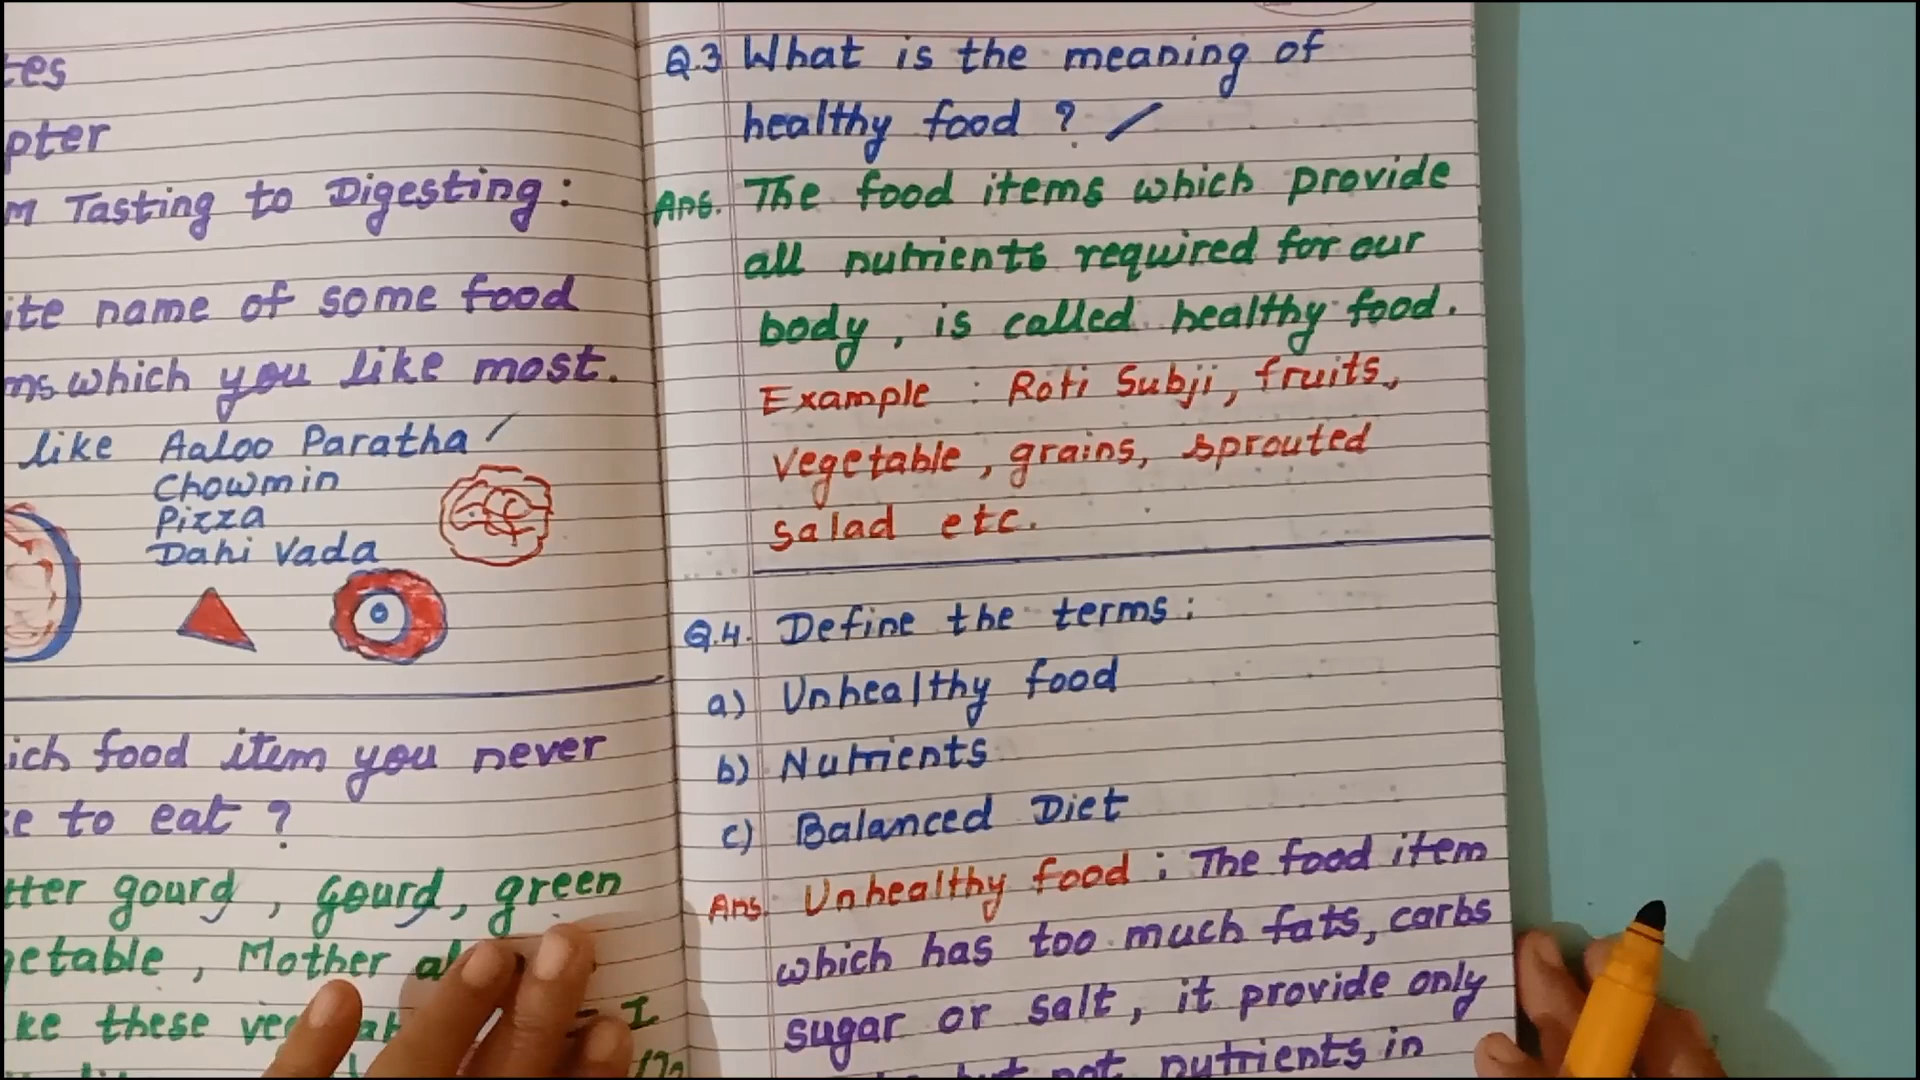 tes
pter
m Tasting to Digesting :
ite name of some food
ms which you like most.
like Aaloo Paratha
Chowmin
Pizza
Dahi Vada
ich food item you never
ke to eat ?
tter gourd, Gourd, green
getable, Mother
ke these
I
Q.3 What is the meaning of
healthy food ?
Ans. The food items which provide
all nutrients required for our
body, is called healthy food.
Example : Roti Subji, fruits,
vegetable, grains, sprouted
salad etc.
Q.4. Define the terms :
a) Unhealthy food
b) Nutrients
c) Balanced Diet
Ans. Unhealthy food : The food item
which has too much fats, carbs
sugar or salt, it provide only
but not nutrients in